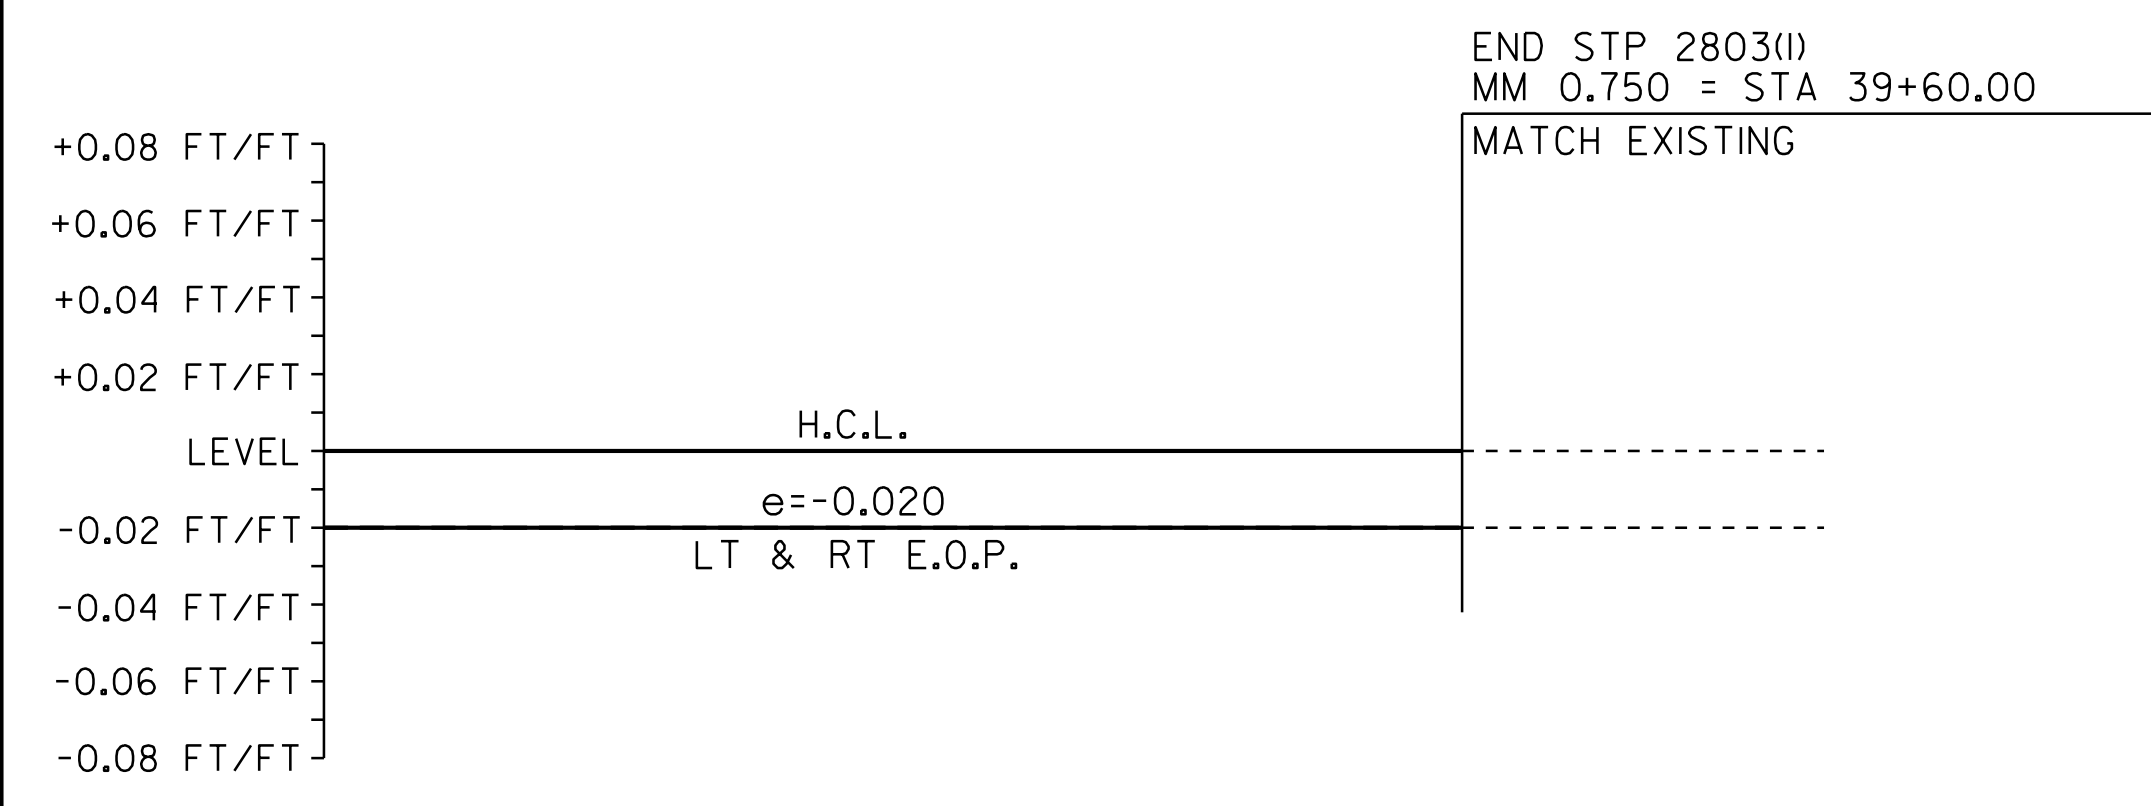 END STP 2803(1)
MM 0.750 = STA 39+60.00
MATCH EXISTING
+0.08 FT/FT
+0.06 FT/FT
+0.04 FT/FT
+0.02 FT/FT
LEVEL
-0.02 FT/FT
-0.04 FT/FT
-0.06 FT/FT
-0.08 FT/FT
H.C.L.
e=-0.020
LT & RT E.O.P.